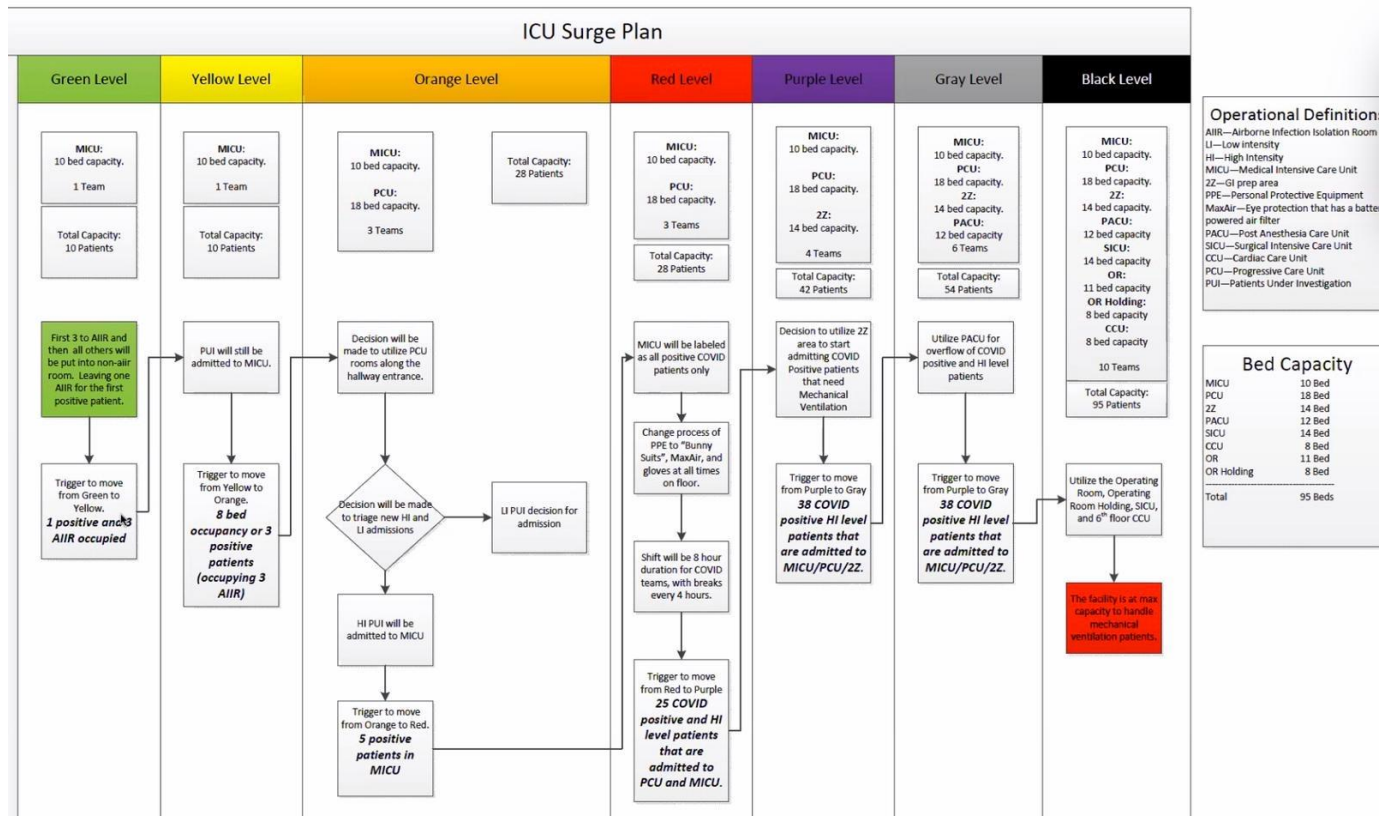 ICU Surge Plan
Green Level
Yellow Level
Orange Level
Red Level
Purple Level
Gray Level
Black Level
MICU:
10 bed capacity.
1 Team
Total Capacity:
10 Patients
First 3 to AIIR and
then all others will
be put into non-aiir
room. Leaving one
AIIR for the first
positive patient.
Trigger to move
from Green to
Yellow.
1 positive and 3
AIIR occupied
MICU:
10 bed capacity.
1 Team
Total Capacity:
10 Patients
PUI will still be
admitted to MICU.
Trigger to move
from Yellow to
Orange.
8 bed
occupancy or 3
positive
patients
(occupying 3
AIIR)
MICU:
10 bed capacity.
PCU:
18 bed capacity.
3 Teams
Total Capacity:
28 Patients
Decision will be
made to utilize PCU
rooms along the
hallway entrance.
Decision will be made
to triage new HI and
LI admissions
LI PUI decision for
admission
HI PUI will be
admitted to MICU
Trigger to move
from Orange to Red.
5 positive
patients in
MICU
MICU:
10 bed capacity.
PCU:
18 bed capacity.
3 Teams
Total Capacity:
28 Patients
MICU will be labeled
as all positive COVID
patients only
Change process of
PPE to "Bunny
Suits", MaxAir, and
gloves at all times
on floor.
Shift will be 8 hour
duration for COVID
teams, with breaks
every 4 hours.
Trigger to move
from Red to Purple
25 COVID
positive and HI
level patients
that are
admitted to
PCU and MICU.
MICU:
10 bed capacity.
PCU:
18 bed capacity.
2Z:
14 bed capacity.
4 Teams
Total Capacity:
42 Patients
Decision to utilize 2Z
area to start
admitting COVID
Positive patients
that need
Mechanical
Ventilation
Trigger to move
from Purple to Gray
38 COVID
positive HI level
patients that
are admitted to
MICU/PCU/2Z.
MICU:
10 bed capacity.
PCU:
18 bed capacity.
2Z:
14 bed capacity.
PACU:
12 bed capacity
6 Teams
Total Capacity:
54 Patients
Utilize PACU for
overflow of COVID
positive and HI level
patients
Trigger to move
from Purple to Gray
38 COVID
positive HI level
patients that
are admitted to
MICU/PCU/2Z.
MICU:
10 bed capacity.
PCU:
18 bed capacity.
2Z:
14 bed capacity.
PACU:
12 bed capacity
SICU:
14 bed capacity
OR:
11 bed capacity
OR Holding:
8 bed capacity
CCU:
8 bed capacity
10 Teams
Total Capacity:
95 Patients
Utilize the Operating
Room, Operating
Room Holding, SICU,
and 6th floor CCU
The facility is at max
capacity to handle
mechanical
ventilation patients.
Operational Definition
AIIR—Airborne Infection Isolation Room
LI—Low intensity
HI—High Intensity
MICU—Medical Intensive Care Unit
2Z—GI prep area
PPE—Personal Protective Equipment
MaxAir—Eye protection that has a
powered air filter
PACU—Post Anesthesia Care Unit
SICU—Surgical Intensive Care Unit
CCU—Cardiac Care Unit
PCU—Progressive Care Unit
PUI—Patients Under Investigation
Bed Capacity
MICU 10 Bed
PCU 18 Bed
2Z 14 Bed
PACU 12 Bed
SICU 14 Bed
CCU 8 Bed
OR 11 Bed
OR Holding 8 Bed
Total 95 Beds